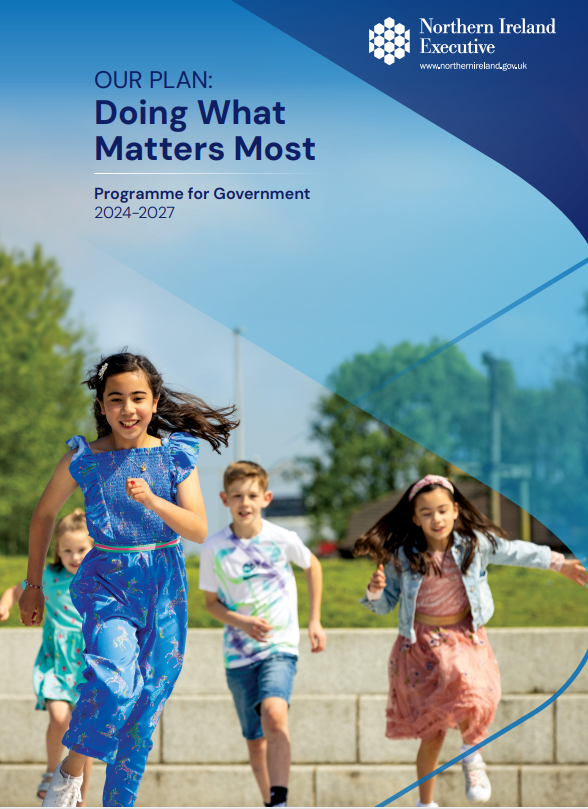 Northern Ireland
Executive
www.northernireland.gov.uk
OUR PLAN:
Doing What
Matters Most
Programme for Government
2024-2027